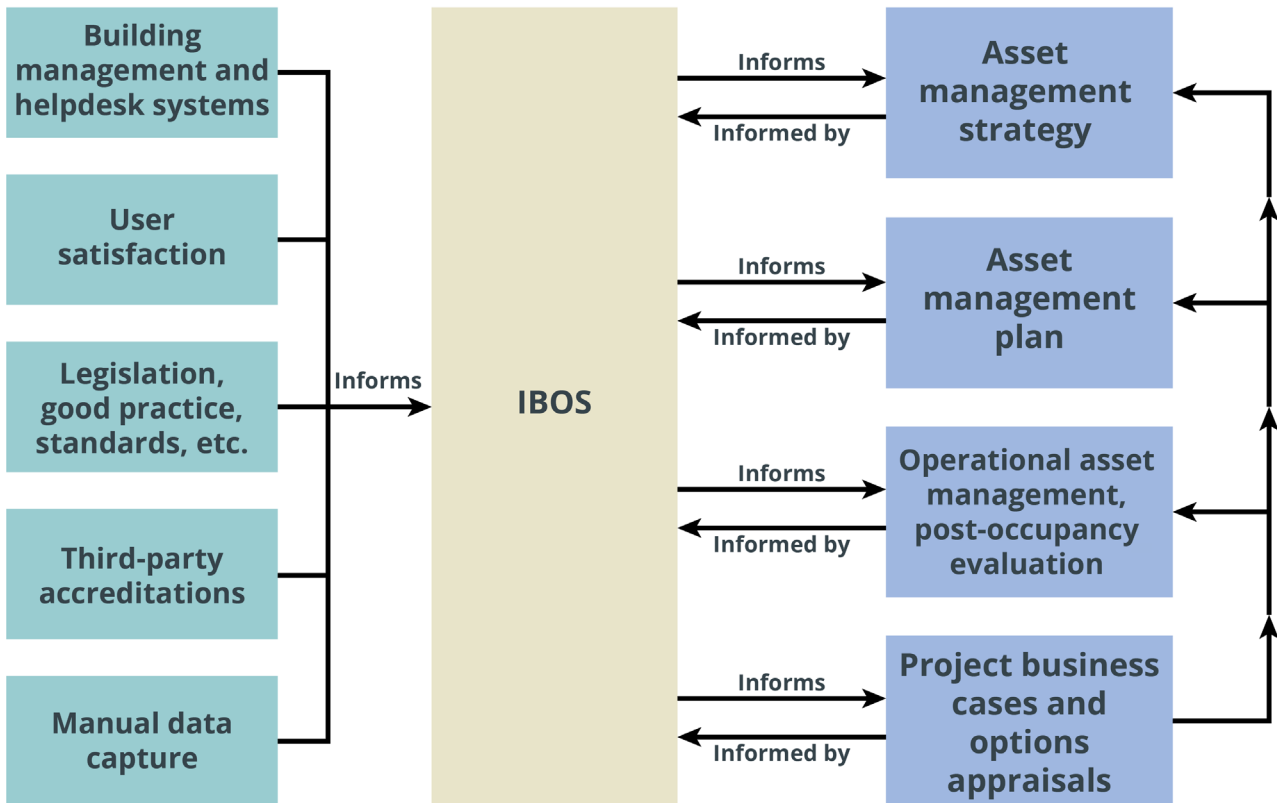 Building
management and
helpdesk systems
User
satisfaction
Legislation,
good practice,
standards, etc.
Third-party
accreditations
Manual data
capture
Informs
IBOS
Informs
Informed by
Asset
management
strategy
Informs
Informed by
Asset
management
plan
Informs
Informed by
Operational asset
management,
post-occupancy
evaluation
Informs
Informed by
Project business
cases and
options
appraisals